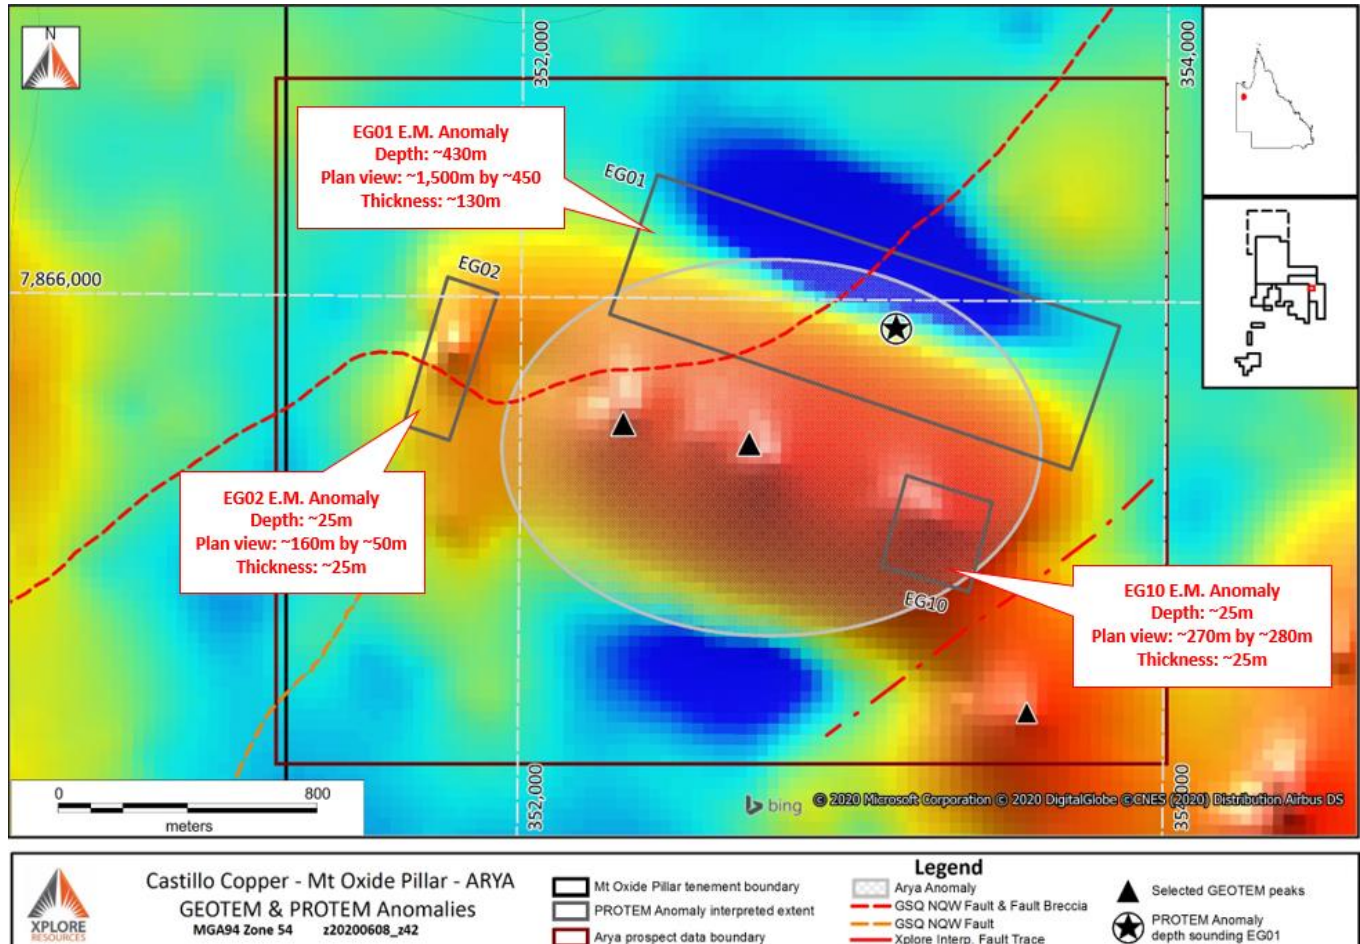 N
352,000
354,000
EG01 E.M. Anomaly
Depth: ~430m
Plan view: ~1,500m by ~450
Thickness: ~130m
EG01
EG02
7,866,000
EG02 E.M. Anomaly
Depth: ~25m
Plan view: ~160m by ~50m
Thickness: ~25m
EG10
EG10 E.M. Anomaly
Depth: ~25m
Plan view: ~270m by ~280m
Thickness: ~25m
0 800
meters
352,000
354,000
bing © 2020 Microsoft Corporation © 2020 DigitalGlobe ©CNES (2020) Distribution Airbus DS
XPLORE
RESOURCES
Castillo Copper - Mt Oxide Pillar - ARYA
GEOTEM & PROTEM Anomalies
MGA94 Zone 54 z20200608_z42
Mt Oxide Pillar tenement boundary
PROTEM Anomaly interpreted extent
Arya prospect data boundary
Legend
Arya Anomaly
GSQ NQW Fault & Fault Breccia
GSQ NQW Fault
Xplore Interp. Fault Trace
Selected GEOTEM peaks
PROTEM Anomaly
depth sounding EG01